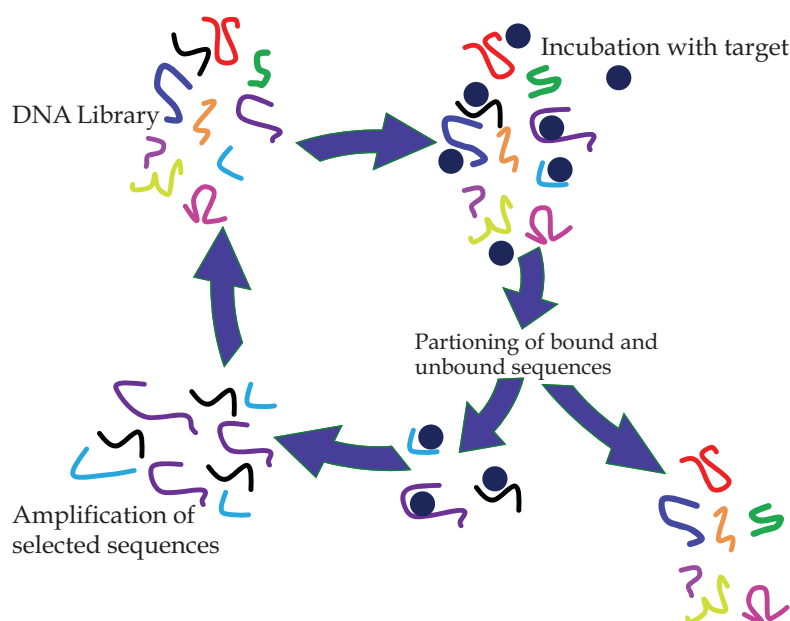 DNA Library
Incubation with target
Partioning of bound and
unbound sequences
Amplification of
selected sequences